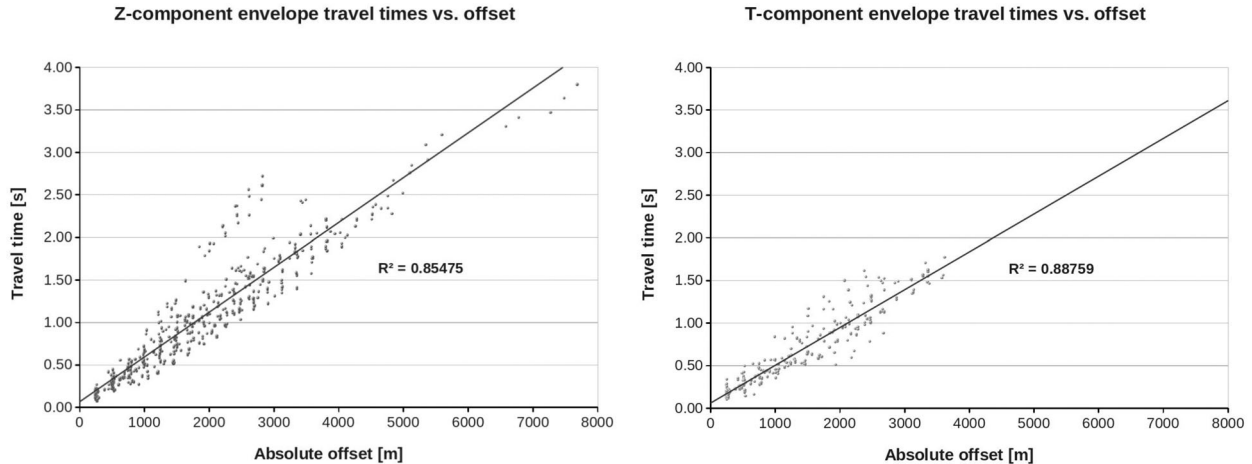 Z-component envelope travel times vs. offset
4.00
3.50
3.00
2.50
2.00
1.50
1.00
0.50
0.00
Travel time [s]
R² = 0.85475
0 1000 2000 3000 4000 5000 6000 7000 8000
Absolute offset [m]
T-component envelope travel times vs. offset
4.00
3.50
3.00
2.50
2.00
1.50
1.00
0.50
0.00
Travel time [s]
R² = 0.88759
0 1000 2000 3000 4000 5000 6000 7000 8000
Absolute offset [m]